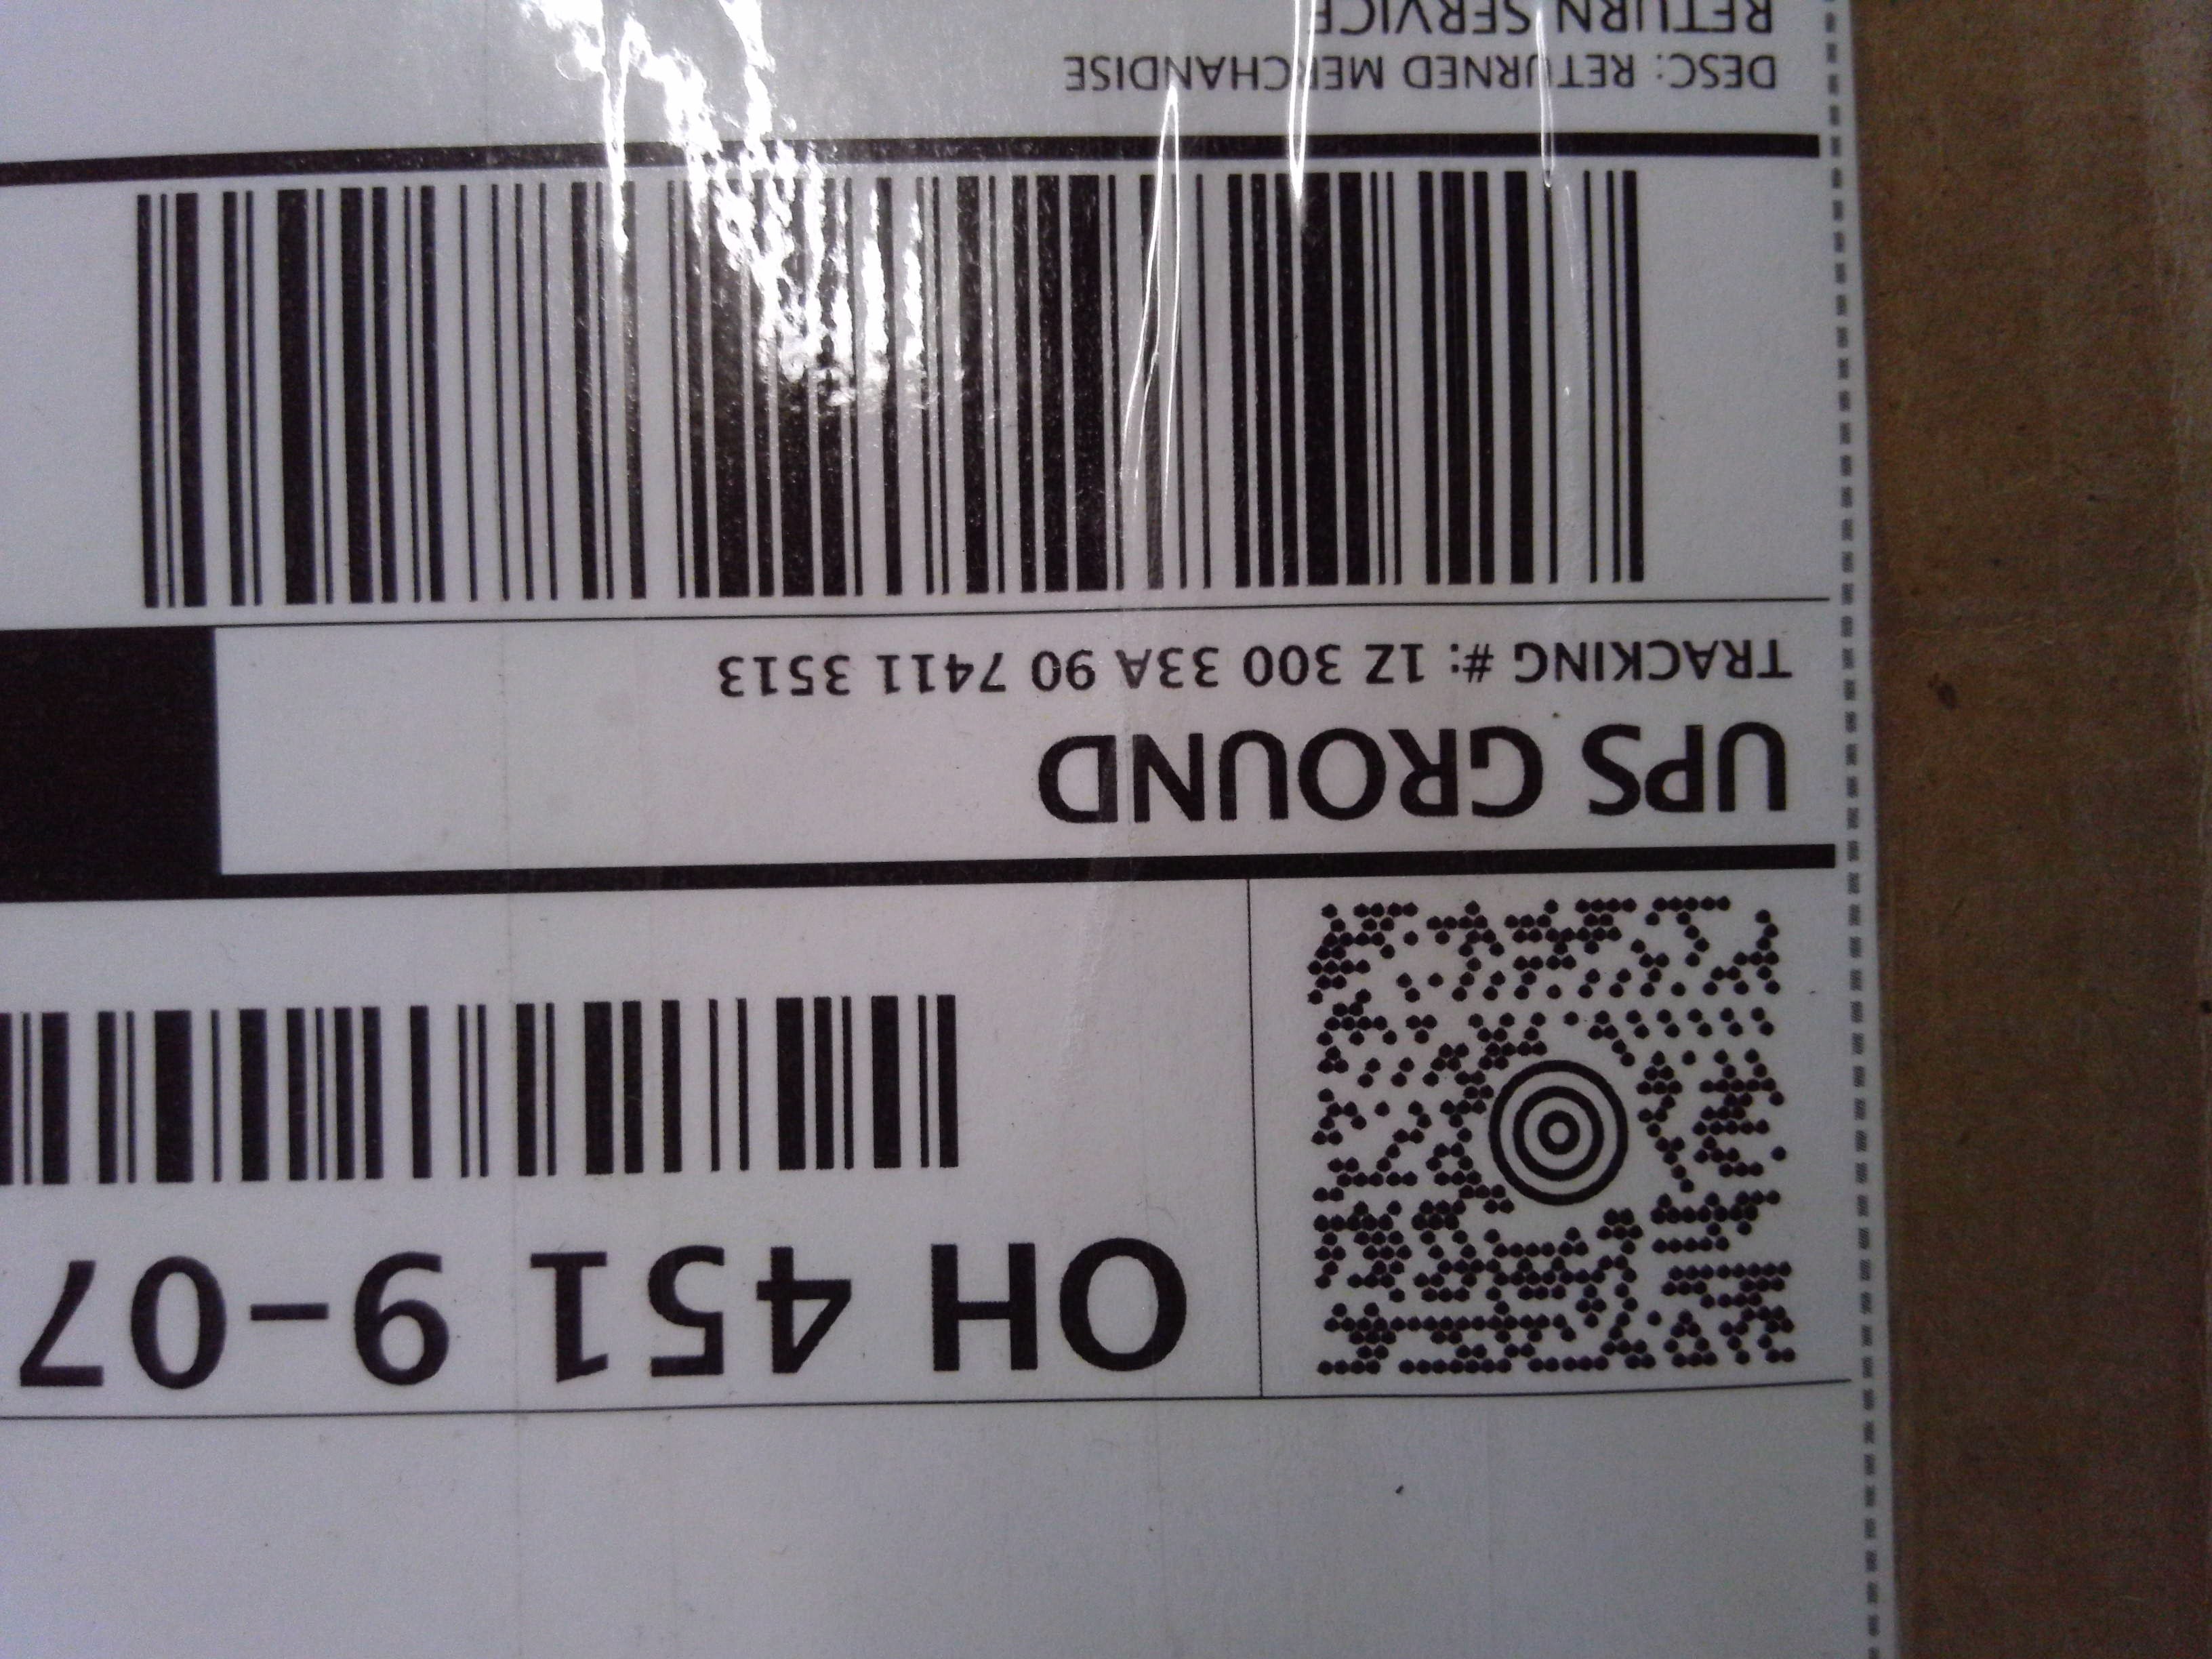 OH 451 9-07
UPS GROUND
TRACKING #: 1Z 300 33A 90 7411 3513
DESC: RETURNED MERCHANDISE
RETURN SERVICE